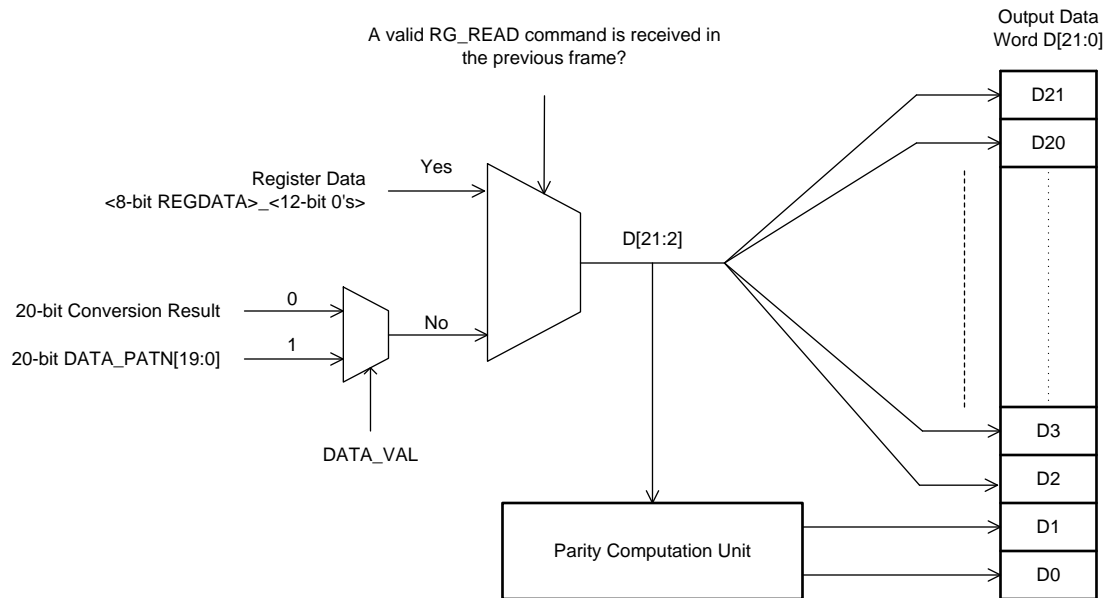 A valid RG_READ command is received in
the previous frame?
Output Data
Word D[21:0]
D21
D20
Yes
Register Data
<8-bit REGDATA>_<12-bit 0's>
D[21:2]
20-bit Conversion Result
0
No
20-bit DATA_PATN[19:0]
1
DATA_VAL
D3
D2
D1
Parity Computation Unit
D0